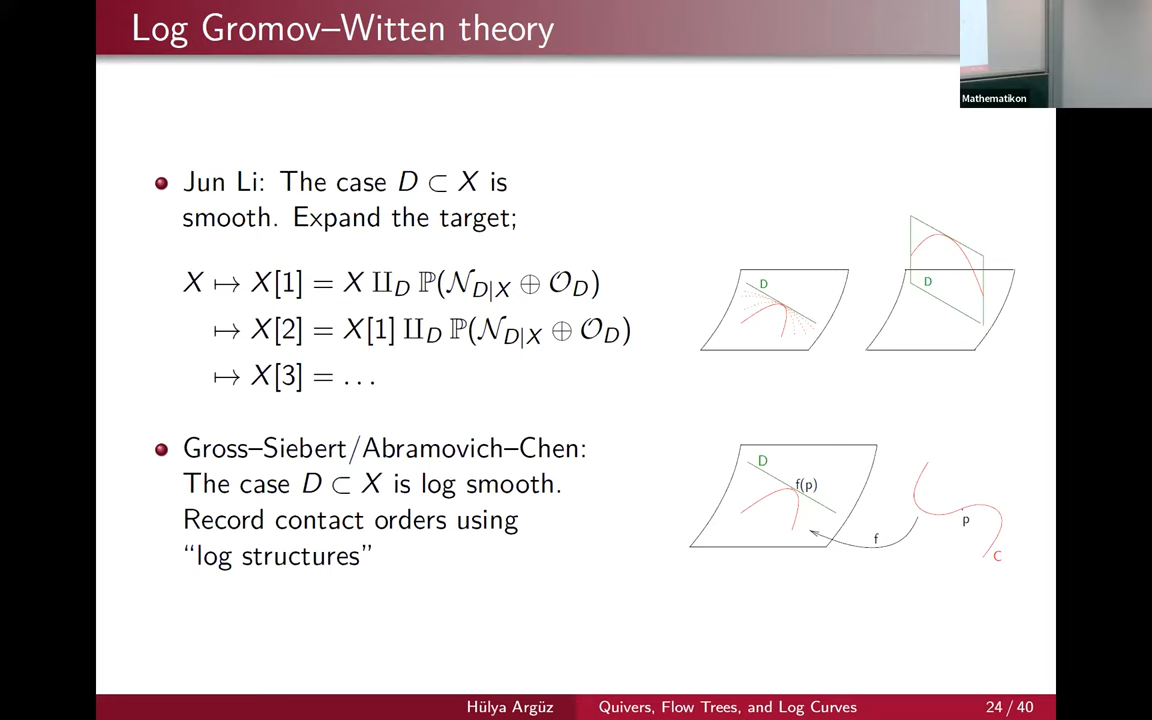 Log Gromov–Witten theory
Mathematikon
Jun Li: The case D ⊂ X is
smooth. Expand the target;
X ↦ X[1] = X ⨿_D ℙ(𝒩_{D|X} ⊕ 𝒪_D)
↦ X[2] = X[1] ⨿_D ℙ(𝒩_{D|X} ⊕ 𝒪_D)
↦ X[3] = ...
D
D
Gross–Siebert/Abramovich–Chen:
The case D ⊂ X is log smooth.
Record contact orders using
“log structures”
D
f(p)
f
p
C
Hülya Argüz
Quivers, Flow Trees, and Log Curves
24 / 40